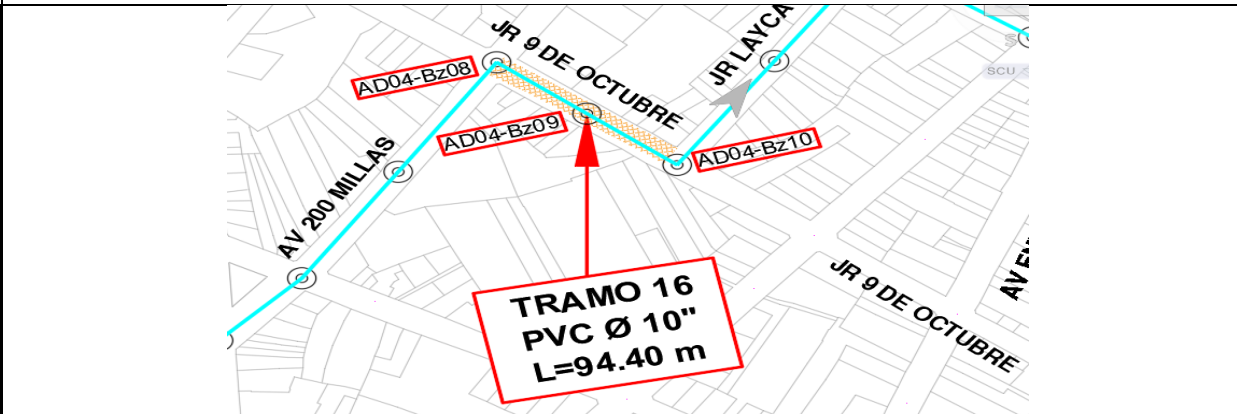 JR 9 DE OCTUBRE
JR LAYCA
SCU
AD04-Bz08
AD04-Bz09
AD04-Bz10
AV 200 MILLAS
TRAMO 16
PVC Ø 10"
L=94.40 m
JR 9 DE OCTUBRE